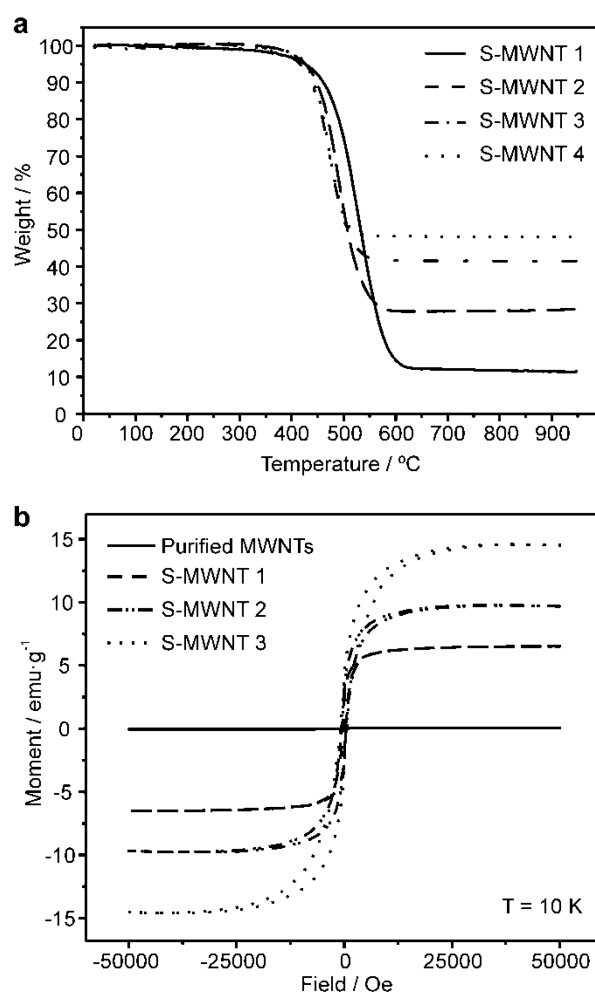 a
100
90
80
70
60
50
40
30
20
10
0
Weight / %
S-MWNT 1
S-MWNT 2
S-MWNT 3
S-MWNT 4
0 100 200 300 400 500 600 700 800 900
Temperature / ºC
b
15
10
5
0
-5
-10
-15
Moment / emu·g⁻¹
Purified MWNTs
S-MWNT 1
S-MWNT 2
S-MWNT 3
T = 10 K
-50000 -25000 0 25000 50000
Field / Oe